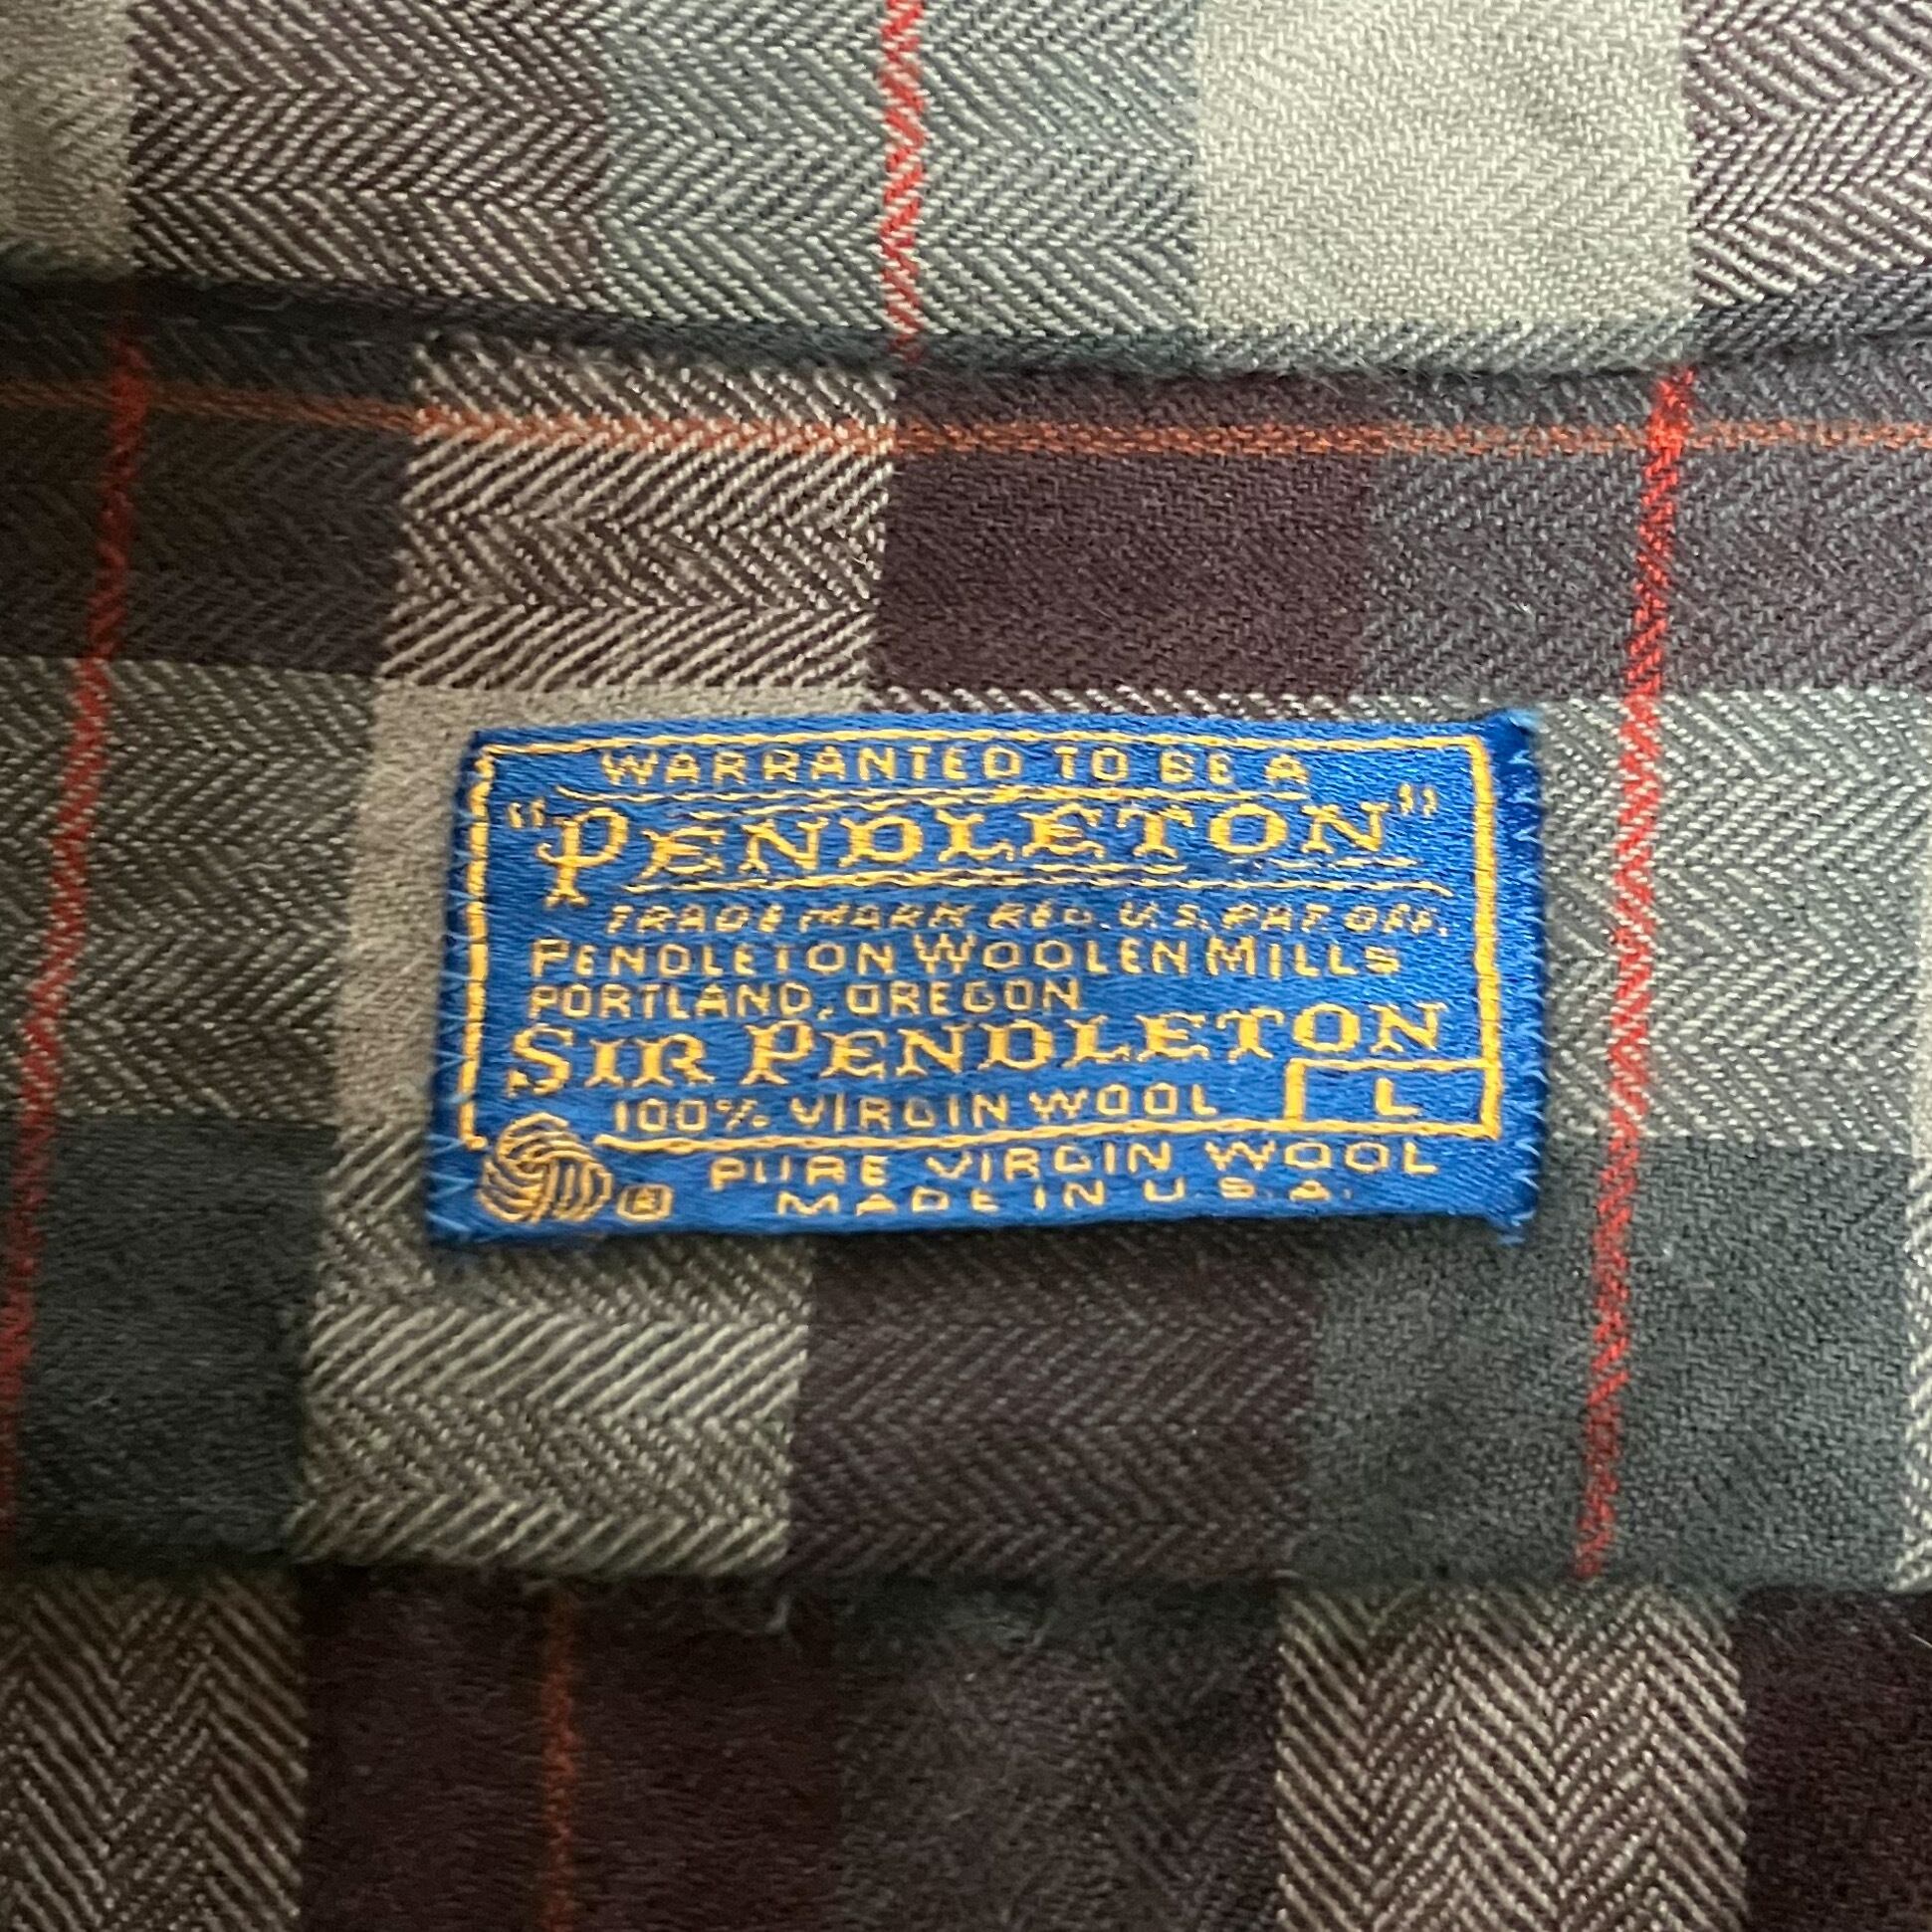 WARRANTED TO BE A
"PENDLETON"
TRADE MARK REG. U.S. PAT. OFF.
PENDLETON WOOLEN MILLS
PORTLAND, OREGON
SIR PENDLETON
100% VIRGIN WOOL L
® PURE VIRGIN WOOL
MADE IN U.S.A.